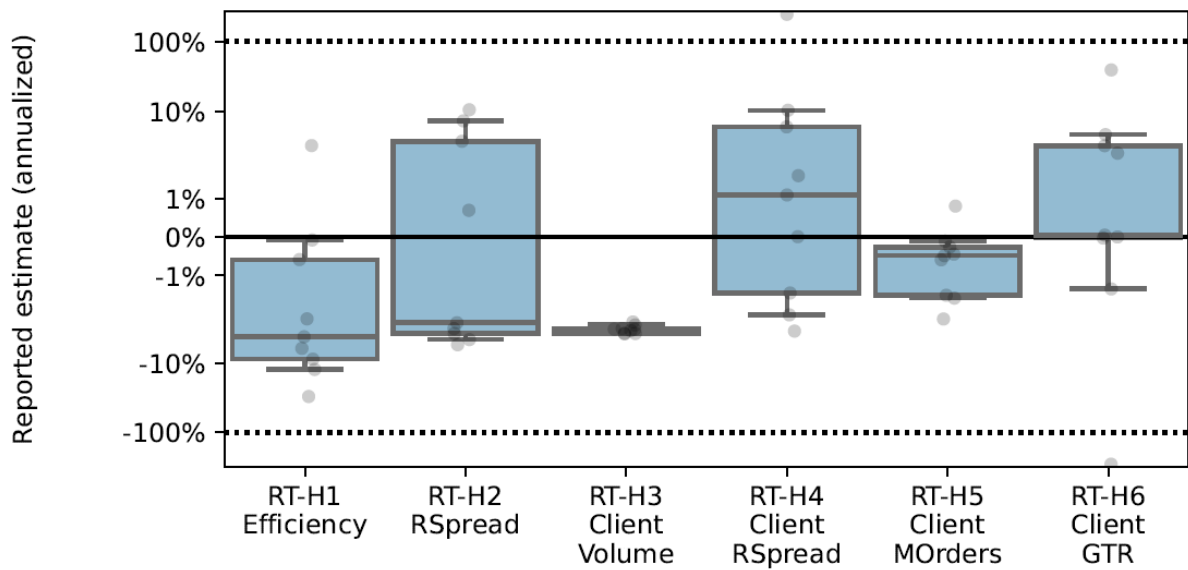 Reported estimate (annualized)
100%
10%
1%
0%
-1%
-10%
-100%
RT-H1
Efficiency
RT-H2
RSpread
RT-H3
Client
Volume
RT-H4
Client
RSpread
RT-H5
Client
MOrders
RT-H6
Client
GTR